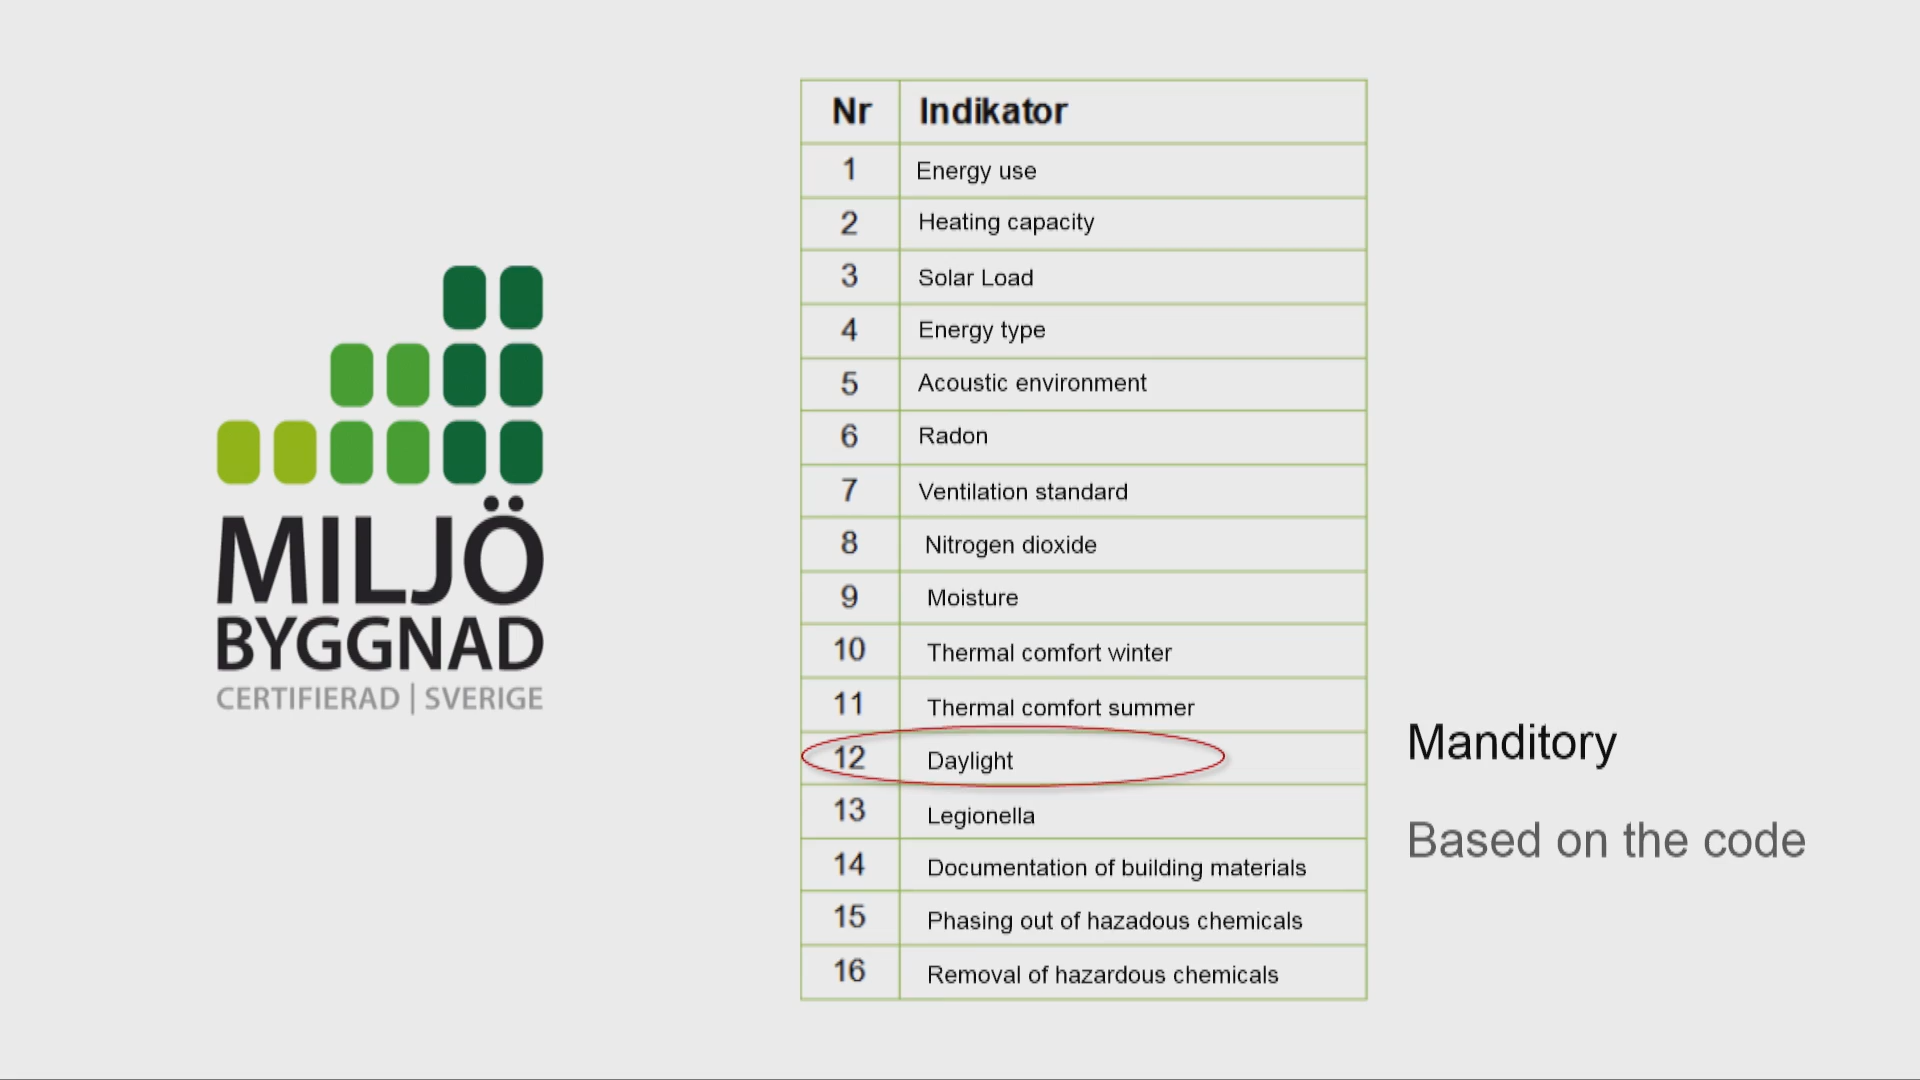 MILJÖ
BYGGNAD
CERTIFIERAD | SVERIGE
Nr Indikator
1 Energy use
2 Heating capacity
3 Solar Load
4 Energy type
5 Acoustic environment
6 Radon
7 Ventilation standard
8 Nitrogen dioxide
9 Moisture
10 Thermal comfort winter
11 Thermal comfort summer
12 Daylight
13 Legionella
14 Documentation of building materials
15 Phasing out of hazadous chemicals
16 Removal of hazardous chemicals
Manditory
Based on the code